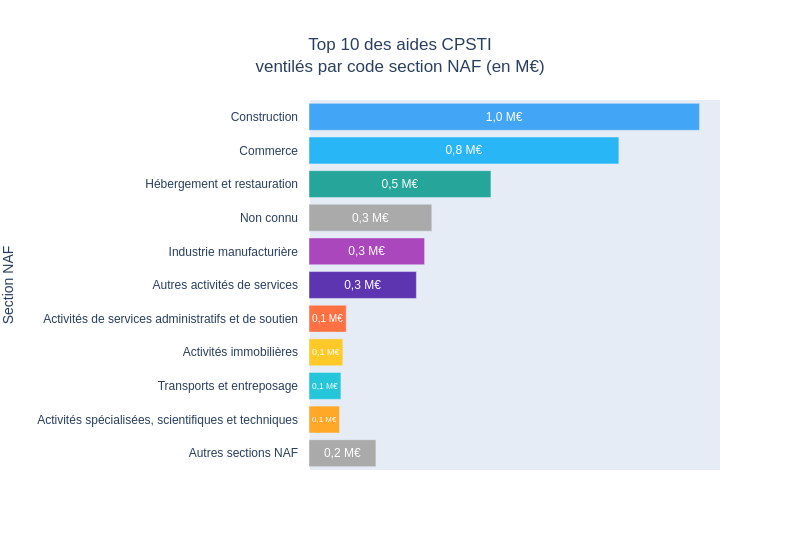 Top 10 des aides CPSTI
ventilés par code section NAF (en M€)
Section NAF
Construction 1,0 M€
Commerce 0,8 M€
Hébergement et restauration 0,5 M€
Non connu 0,3 M€
Industrie manufacturière 0,3 M€
Autres activités de services 0,3 M€
Activités de services administratifs et de soutien 0,1 M€
Activités immobilières 0,1 M€
Transports et entreposage 0,1 M€
Activités spécialisées, scientifiques et techniques 0,1 M€
Autres sections NAF 0,2 M€